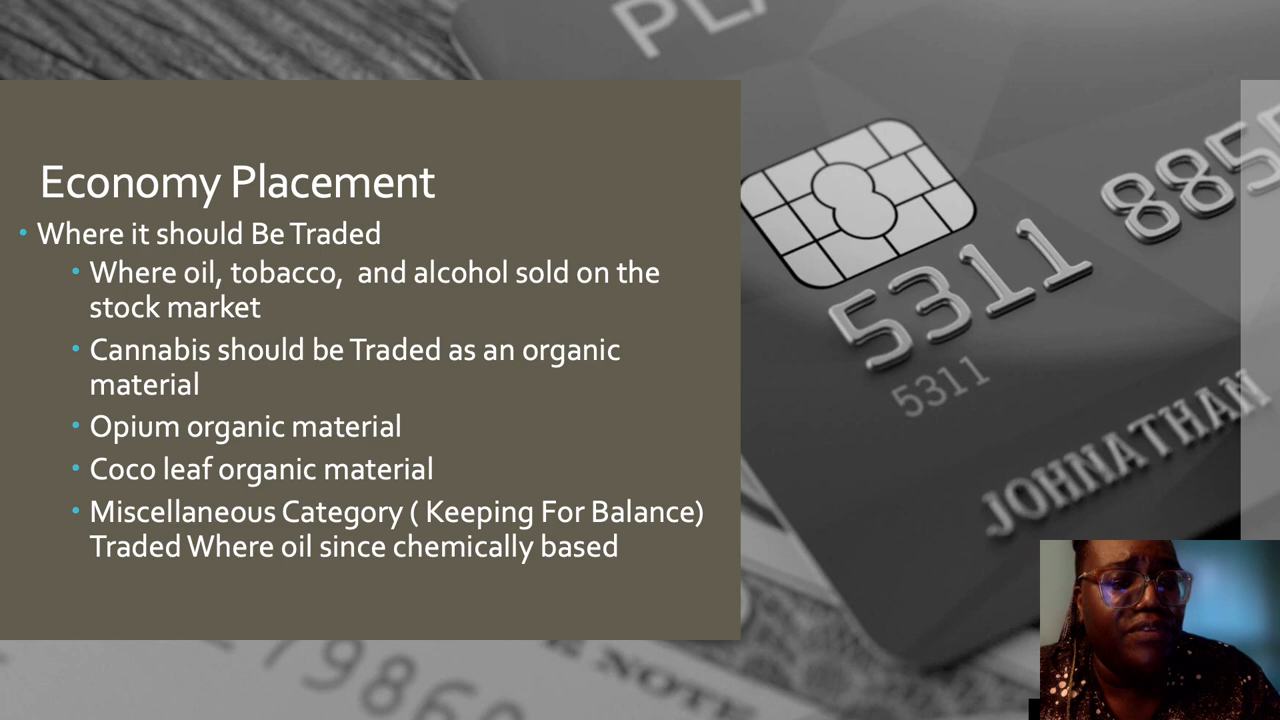 PLA
Economy Placement
• Where it should Be Traded
• Where oil, tobacco, and alcohol sold on the
stock market
• Cannabis should be Traded as an organic
material
• Opium organic material
• Coco leaf organic material
• Miscellaneous Category ( Keeping For Balance)
Traded Where oil since chemically based
5311 885
5311
JOHNATHAN
NOTE